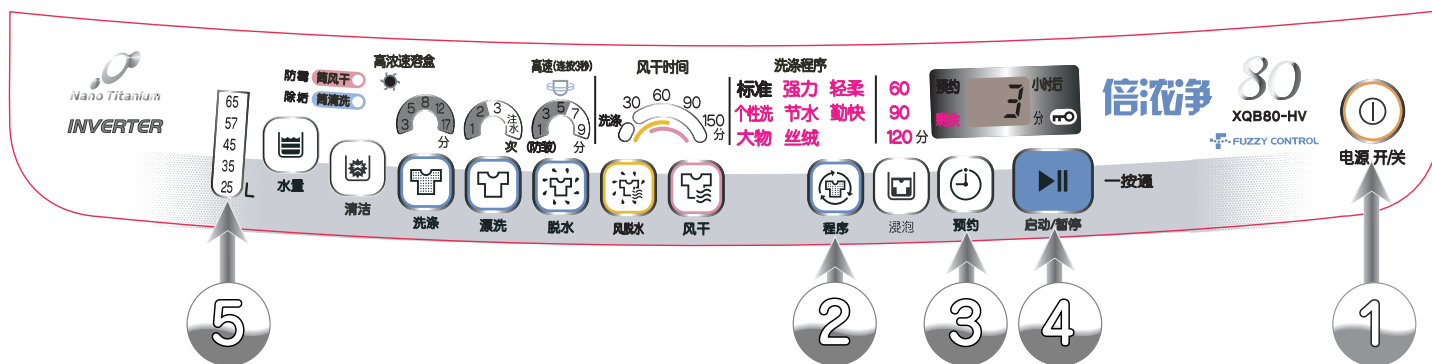 Nano Titanium
INVERTER
65
57
45
35
25 L
水量
防霉 筒风干
除垢 筒清洗
清洁
高浓速溶盒
3 5 8 12 17
分
洗涤
1 2 3 注水
次
漂洗
高速(连按3秒)
1 3 5 7 9
(防皱) 分
脱水
风脱水
风干时间
洗涤 30 60 90 150
分
风干
洗涤程序
标准 强力 轻柔 60
个性洗 节水 勤快 90
大物 丝绒 120 分
程序
浸泡
预约 3 小时后
剩余 分
预约
启动/暂停
一按通
倍浓净
80
XQB80-HV
FUZZY CONTROL
电源 开/关
5
2
3
4
1